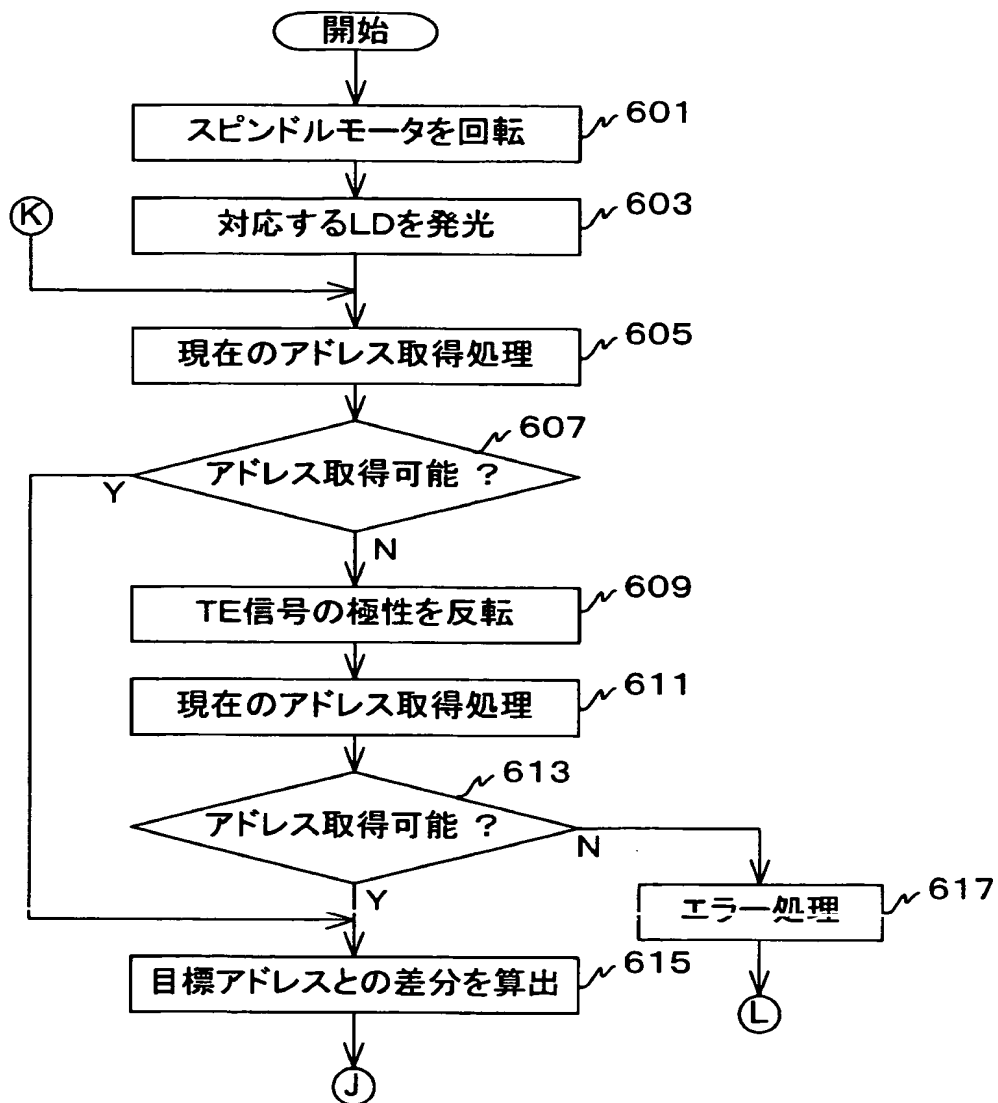 開始
スピンドルモータを回転
601
対応するLDを発光
603
K
現在のアドレス取得処理
605
アドレス取得可能 ?
607
Y
N
TE信号の極性を反転
609
現在のアドレス取得処理
611
アドレス取得可能 ?
613
N
Y
エラー処理
617
目標アドレスとの差分を算出
615
L
J